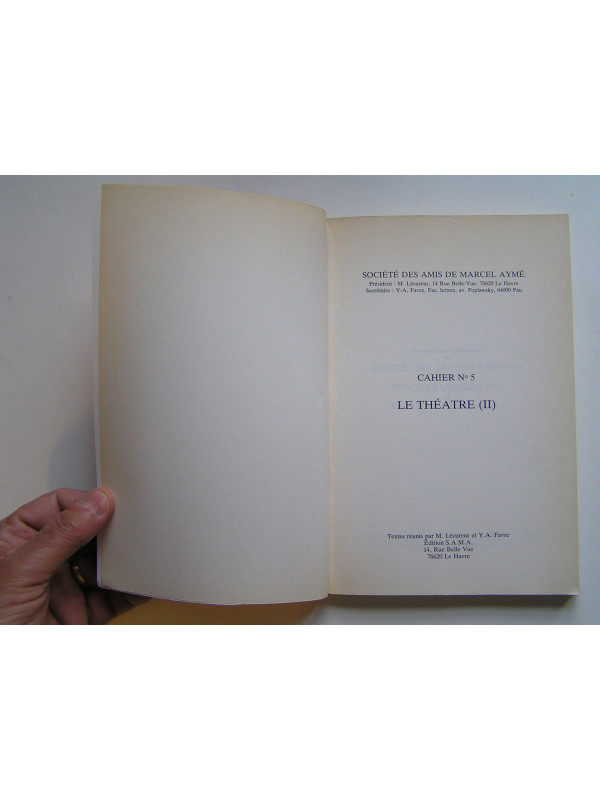 SOCIÉTÉ DES AMIS DE MARCEL AYMÉ
Président : M. Lécureur, 14 Rue Belle-Vue, 76620 Le Havre
Secrétaire : Y-A. Favre, Fac. lettres, av. Poplawsky, 64000 Pau
CAHIER Nº 5
LE THÉATRE (II)
Textes réunis par M. Lécureur et Y.A. Favre
Édition S.A.M.A.
14, Rue Belle Vue
76620 Le Havre